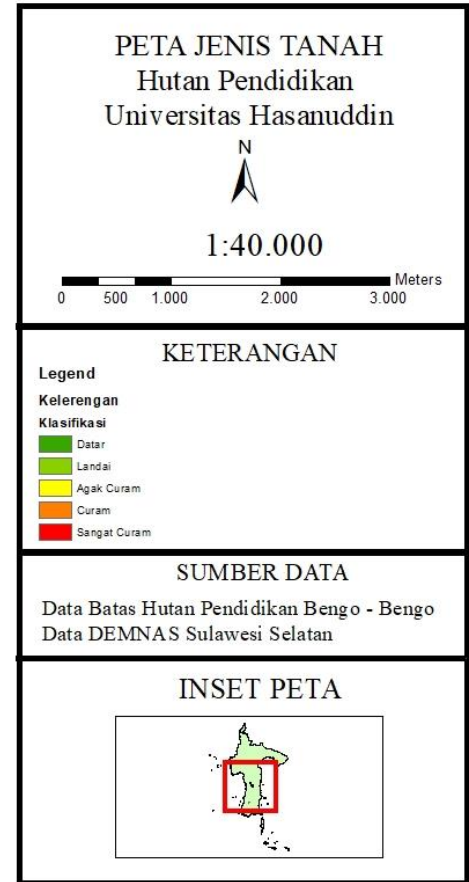 PETA JENIS TANAH
Hutan Pendidikan
Universitas Hasanuddin
N
1:40.000
Meters
0 500 1.000 2.000 3.000
KETERANGAN
Legend
Kelerengan
Klasifikasi
Datar
Landai
Agak Curam
Curam
Sangat Curam
SUMBER DATA
Data Batas Hutan Pendidikan Bengo - Bengo
Data DEMNAS Sulawesi Selatan
INSET PETA